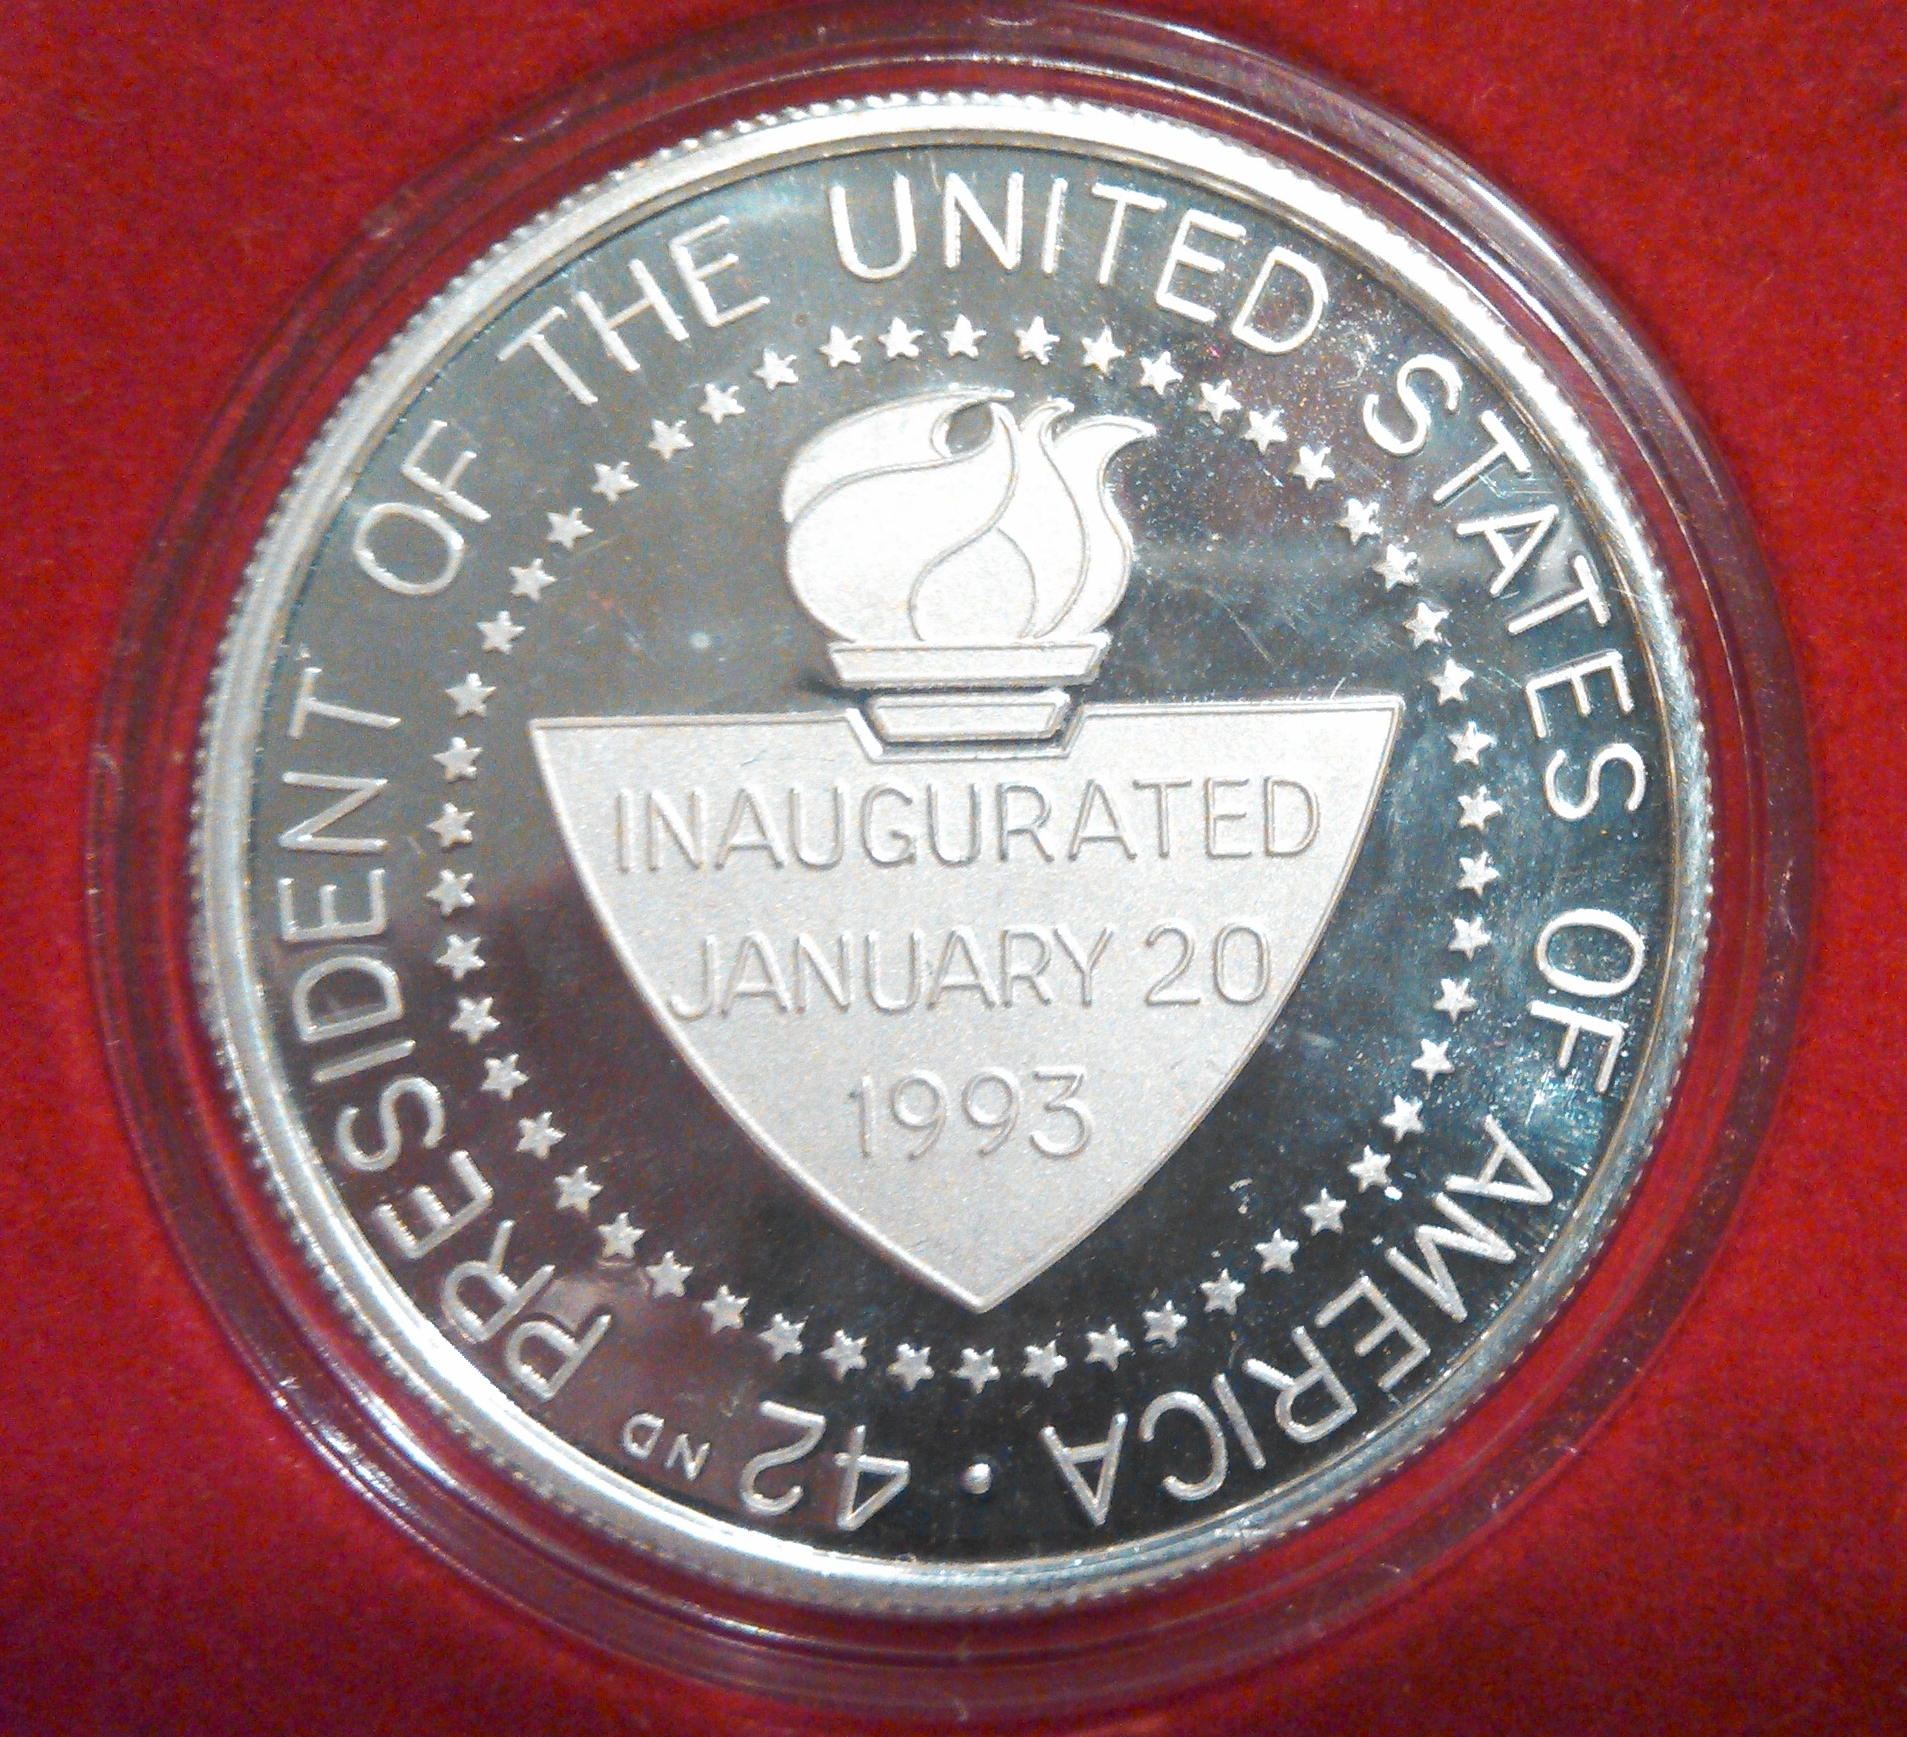 42ND PRESIDENT OF THE UNITED STATES OF AMERICA •
INAUGURATED
JANUARY 20
1993